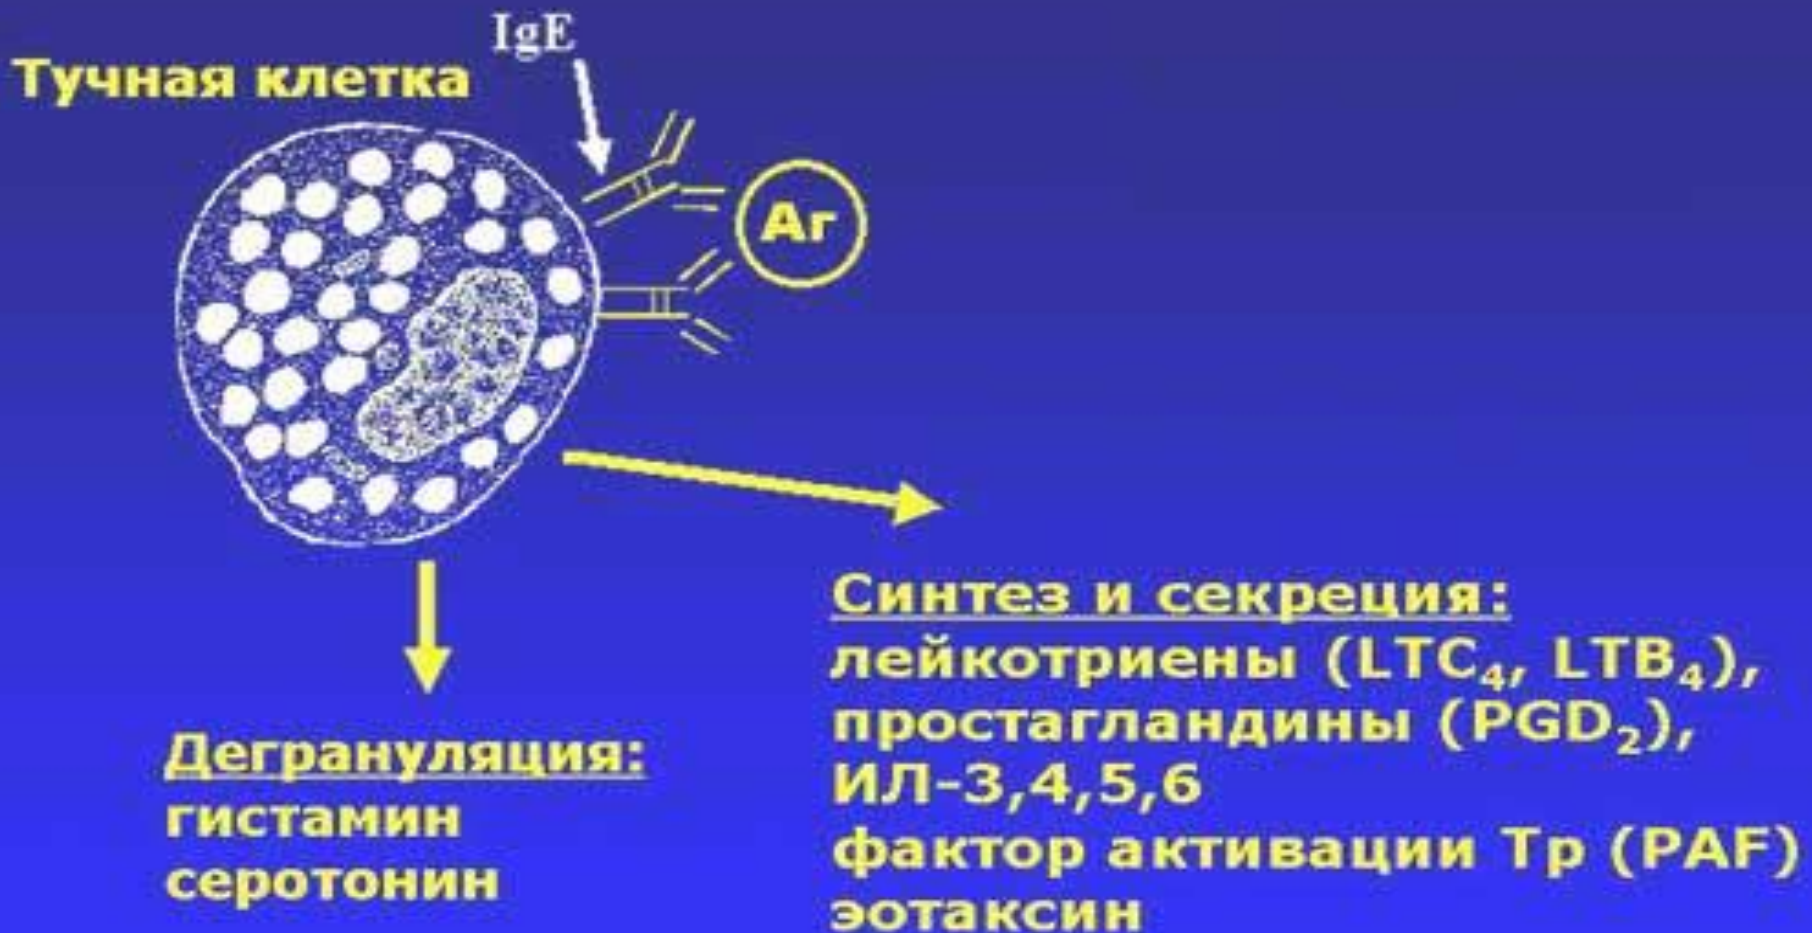 IgE
Тучная клетка
Аг
Синтез и секреция:
лейкотриены (LTC₄, LTB₄),
простагландины (PGD₂),
ИЛ-3,4,5,6
фактор активации Тр (PAF)
эотаксин
Дегрануляция:
гистамин
серотонин